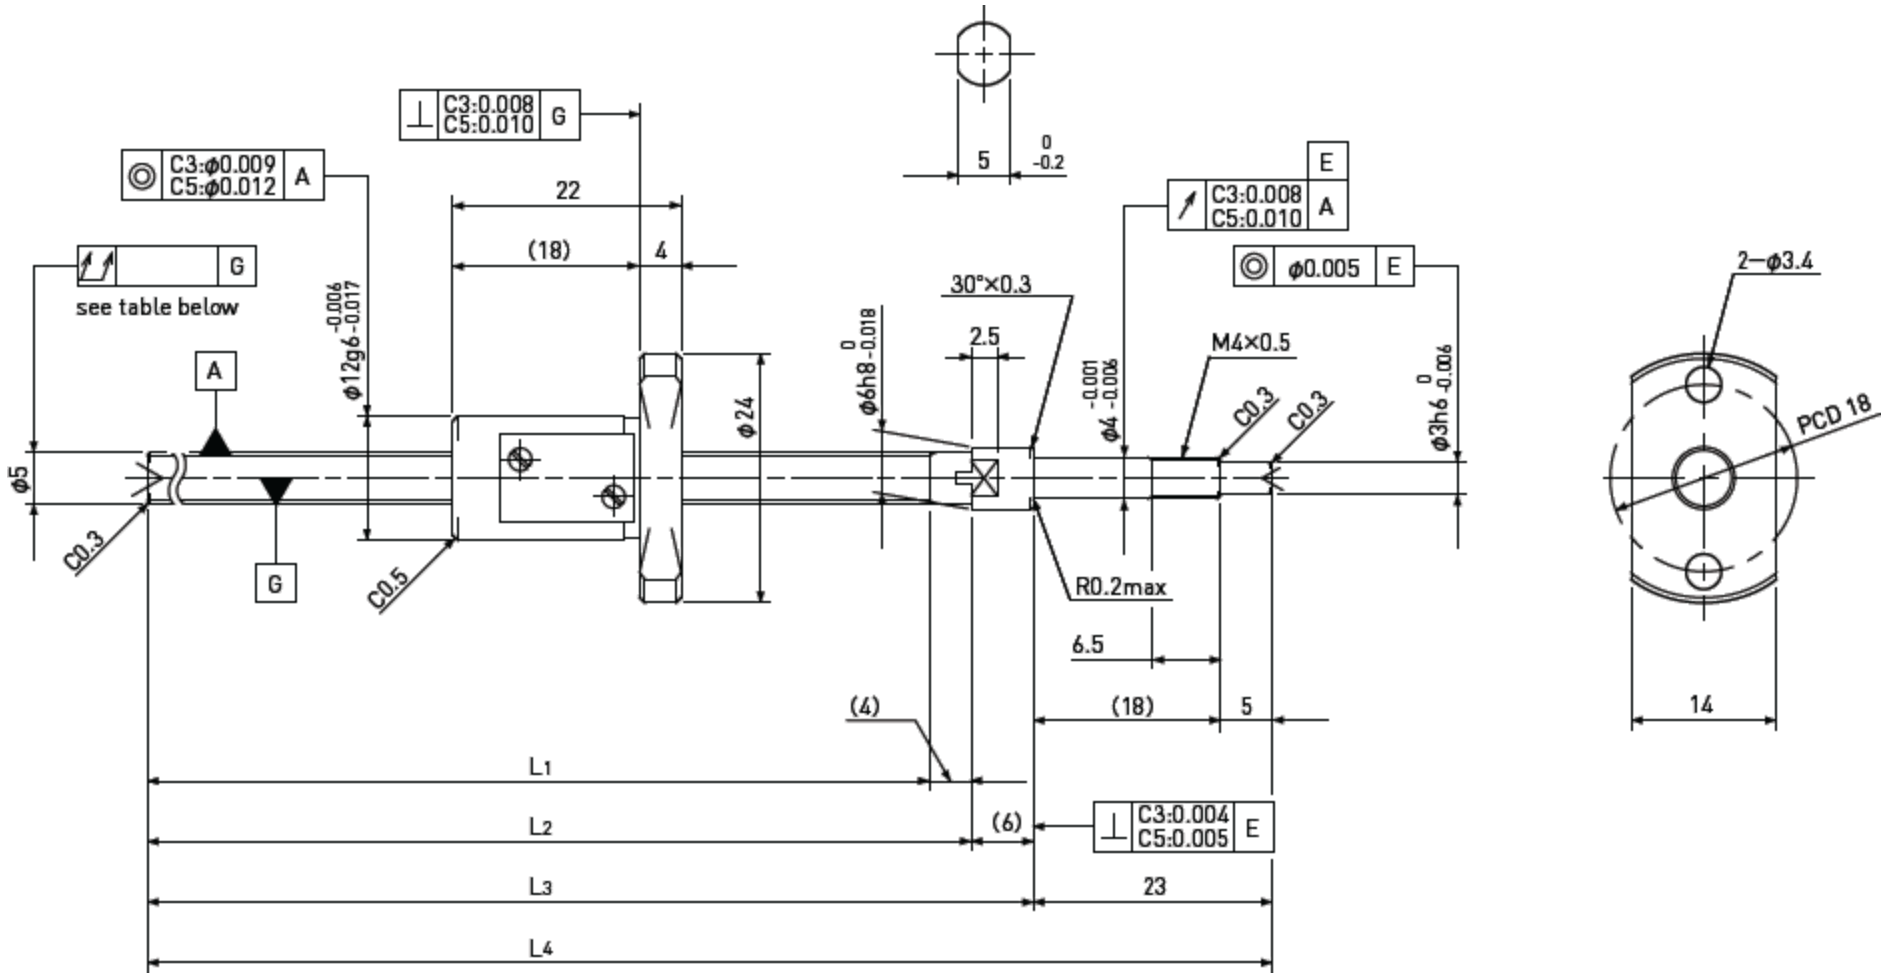 C3:0.008
C5:0.010
G
5
0
-0.2
E
C3:φ0.009
C5:φ0.012
A
22
C3:0.008
C5:0.010
A
(18)
4
G
see table below
φ0.005
E
2–φ3.4
30°×0.3
φ12g6 -0.006
-0.017
φ6h8 0
-0.018
2.5
M4×0.5
A
φ24
φ4 -0.001
-0.006
C0.3
C0.3
φ3h6 0
-0.006
PCD 18
φ5
C0.3
G
C0.5
R0.2max
6.5
(4)
(18)
5
14
L1
L2
(6)
C3:0.004
C5:0.005
E
L3
23
L4